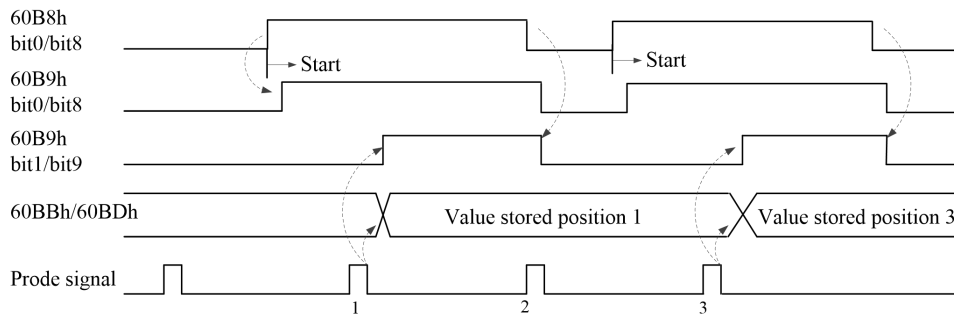 60B8h
bit0/bit8
Start
Start
60B9h
bit0/bit8
60B9h
bit1/bit9
60BBh/60BDh
Value stored position 1
Value stored position 3
Prode signal
1
2
3